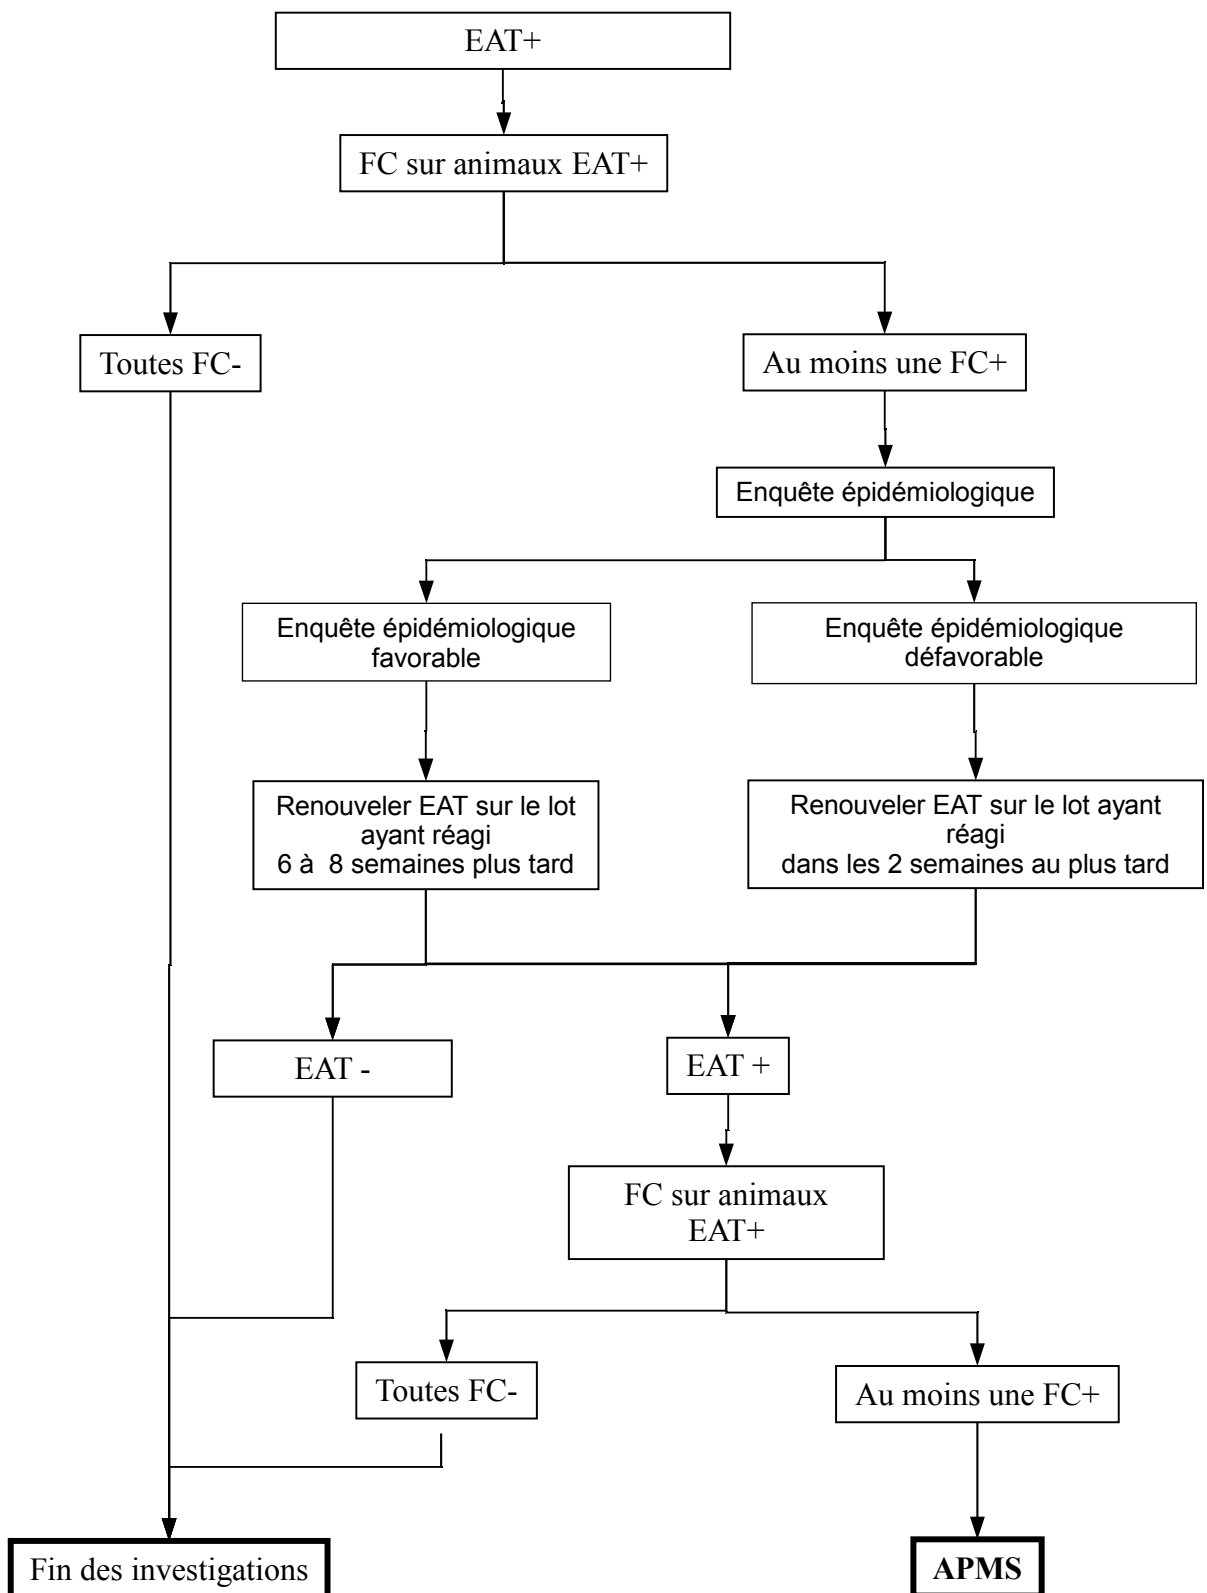 EAT+
FC sur animaux EAT+
Toutes FC-
Au moins une FC+
Enquête épidémiologique
Enquête épidémiologique
favorable
Enquête épidémiologique
défavorable
Renouveler EAT sur le lot
ayant réagi
6 à 8 semaines plus tard
Renouveler EAT sur le lot ayant
réagi
dans les 2 semaines au plus tard
EAT -
EAT +
FC sur animaux
EAT+
Toutes FC-
Au moins une FC+
Fin des investigations
APMS